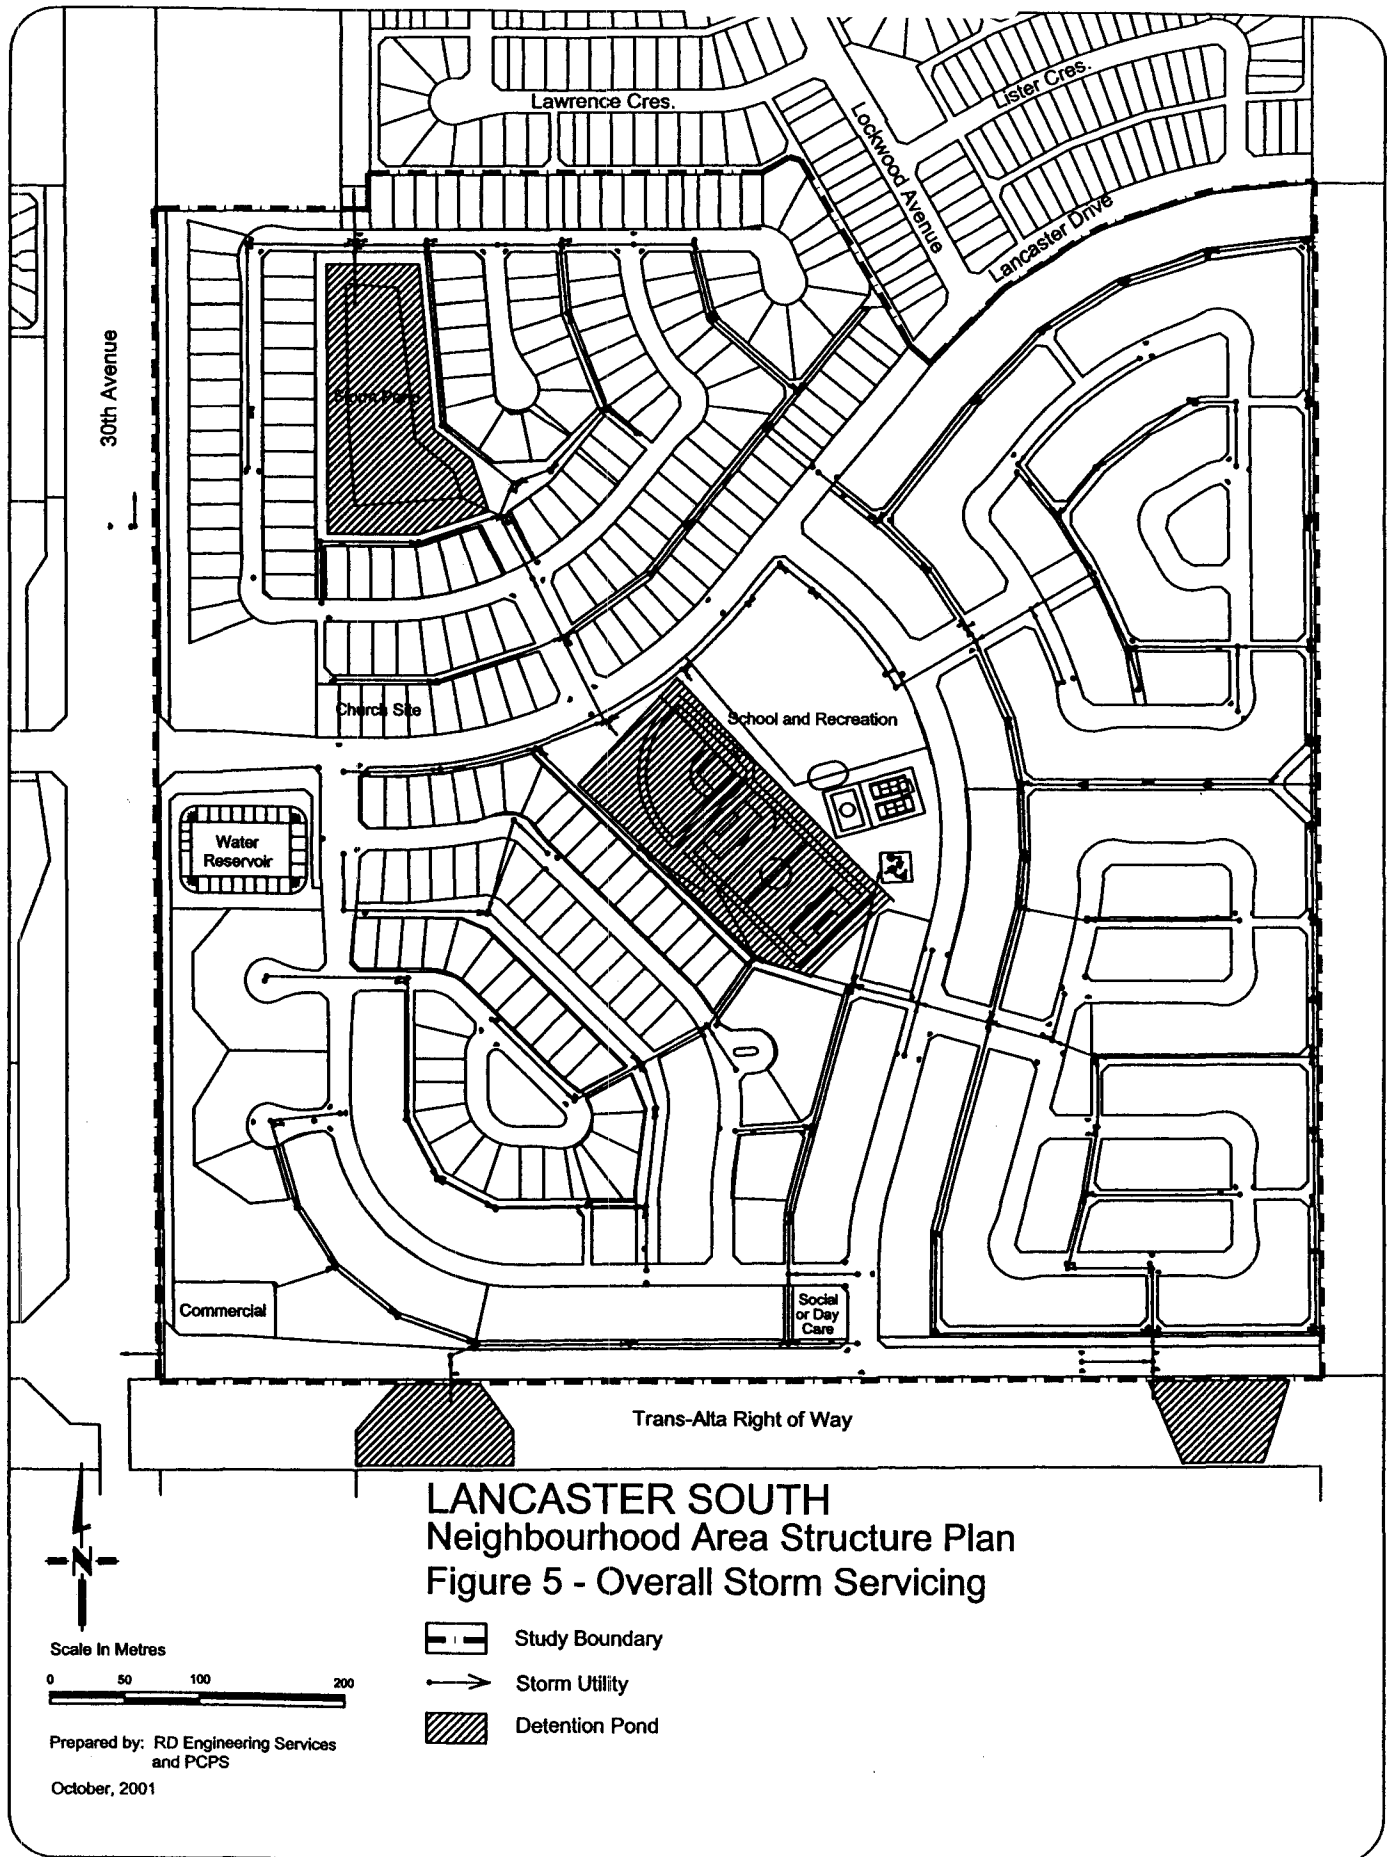 Lawrence Cres.
Lister Cres.
Lockwood Avenue
Lancaster Drive
30th Avenue
Storm Pond
Church Site
School and Recreation
Water
Reservoir
Commercial
Social
or Day
Care
Trans-Alta Right of Way
LANCASTER SOUTH
Neighbourhood Area Structure Plan
Figure 5 - Overall Storm Servicing
N
Study Boundary
Storm Utility
Detention Pond
Scale In Metres
0 50 100 200
Prepared by: RD Engineering Services
and PCPS
October, 2001